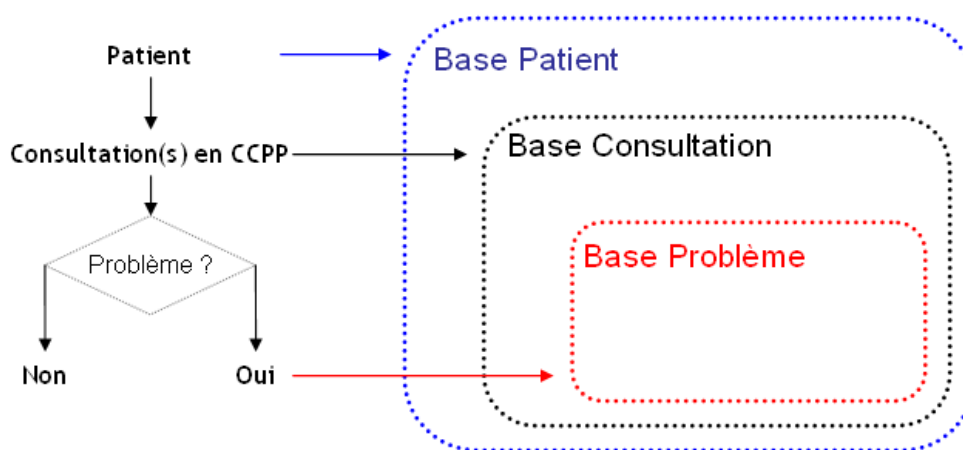 Patient
Base Patient
Consultation(s) en CCPP
Base Consultation
Problème ?
Base Problème
Non
Oui